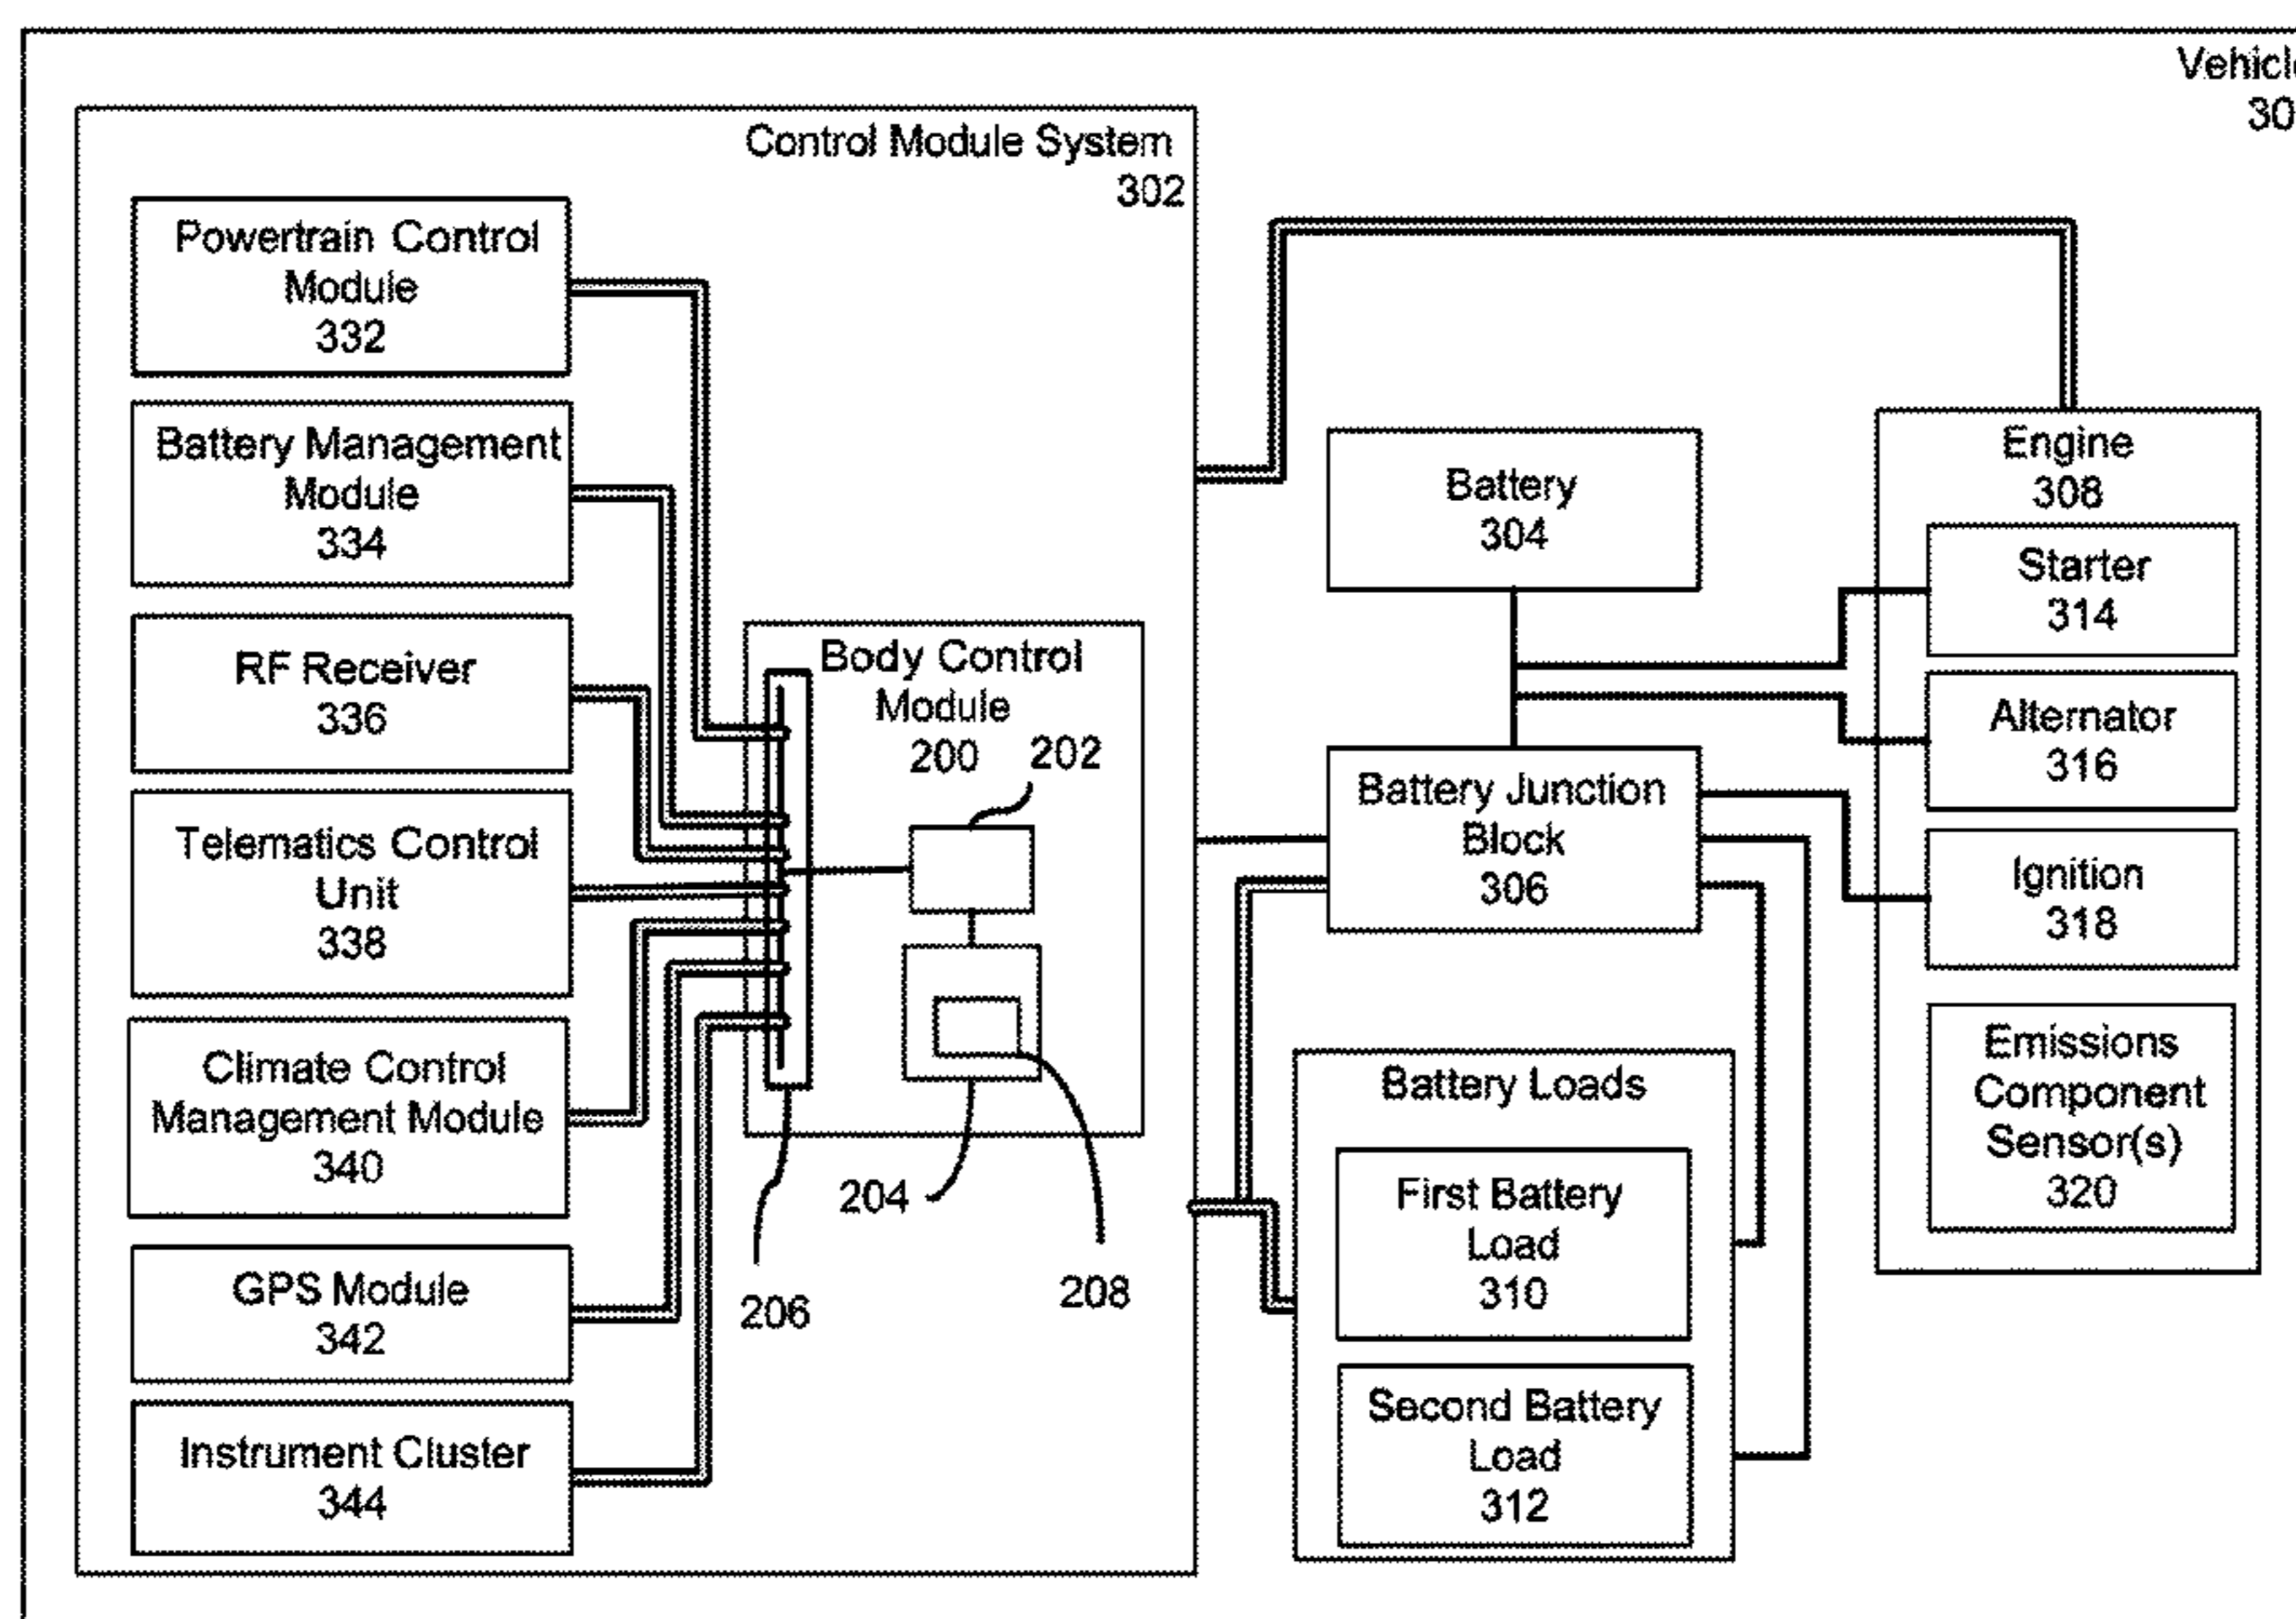 Vehicle
30
Control Module System
302
Powertrain Control
Module
332
Battery Management
Module
334
RF Receiver
336
Telematics Control
Unit
338
Climate Control
Management Module
340
GPS Module
342
Instrument Cluster
344
Body Control
Module
200
202
204
206
208
Battery
304
Battery Junction
Block
306
Battery Loads
First Battery
Load
310
Second Battery
Load
312
Engine
308
Starter
314
Alternator
316
Ignition
318
Emissions
Component
Sensor(s)
320